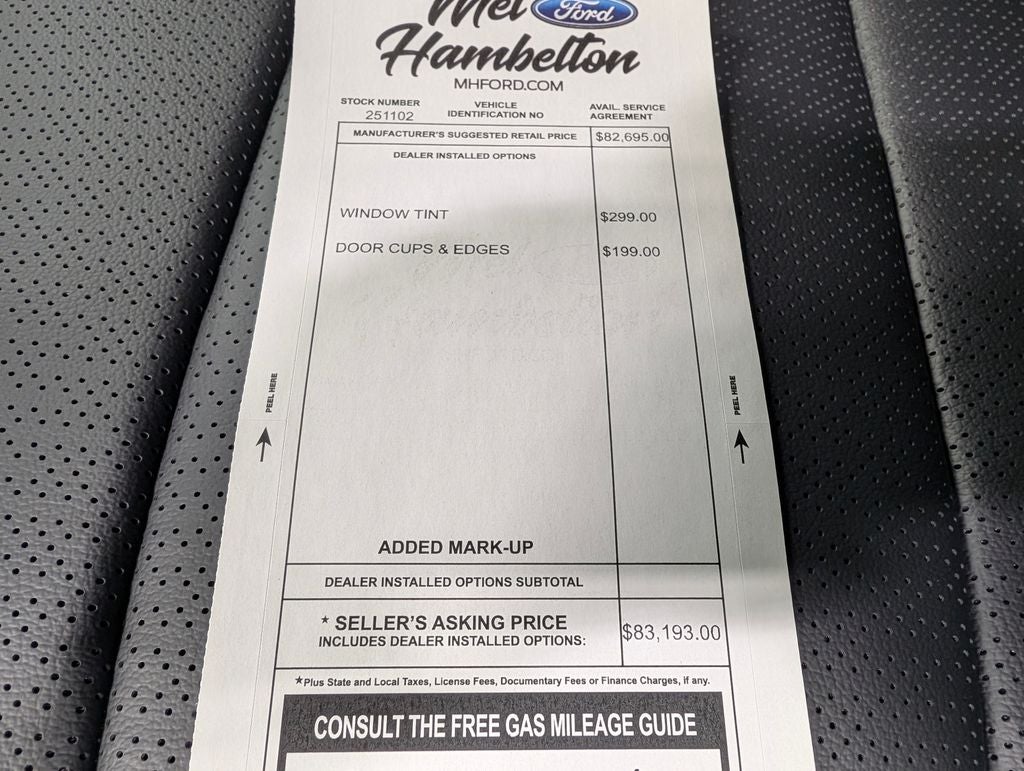 Mel Ford
Hambelton
MHFORD.COM
STOCK NUMBER
251102
VEHICLE
IDENTIFICATION NO
AVAIL. SERVICE
AGREEMENT
MANUFACTURER'S SUGGESTED RETAIL PRICE $82,695.00
DEALER INSTALLED OPTIONS
WINDOW TINT $299.00
DOOR CUPS & EDGES $199.00
PEEL HERE
PEEL HERE
ADDED MARK-UP
DEALER INSTALLED OPTIONS SUBTOTAL
* SELLER'S ASKING PRICE
INCLUDES DEALER INSTALLED OPTIONS: $83,193.00
*Plus State and Local Taxes, License Fees, Documentary Fees or Finance Charges, if any.
CONSULT THE FREE GAS MILEAGE GUIDE